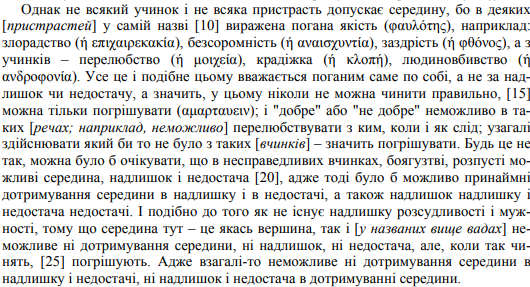 Однак не всякий учинок і не всяка пристрасть допускає середину, бо в деяких
[пристрастей] у самій назві [10] виражена погана якість (φαυλότης), наприклад:
злорадство (ή επιχαιρεκακία), безсоромність (ή αναισχυντία), заздрість (ή φθόνος), а з
учинків – перелюбство (ή μοιχεία), крадіжка (ή κλοπή), людиновбивство (ή
ανδροφονία). Усе це і подібне цьому вважається поганим саме по собі, а не за над-
лишок чи недостачу, а значить, у цьому ніколи не можна чинити правильно, [15]
можна тільки погрішувати (αμαρταυειν); і "добре" або "не добре" неможливо в та-
ких [речах; наприклад, неможливо] перелюбствувати з ким, коли і як слід; узагалі
здійснювати який би то не було з таких [вчинків] – значить погрішувати. Будь це не
так, можна було б очікувати, що в несправедливих вчинках, боягузтві, розпусті мо-
жливі середина, надлишок і недостача [20], адже тоді було б можливо принаймні
дотримування середини в надлишку і в недостачі, а також надлишок надлишку і
недостача недостачі. І подібно до того як не існує надлишку розсудливості і муж-
ності, тому що середина тут – це якась вершина, так і [у названих вище вадах] не-
можливе ні дотримування середини, ні надлишок, ні недостача, але, коли так чи-
нять, [25] погрішують. Адже взагалі-то неможливі ні дотримування середини в
надлишку і недостачі, ні надлишок і недостача в дотримуванні середини.